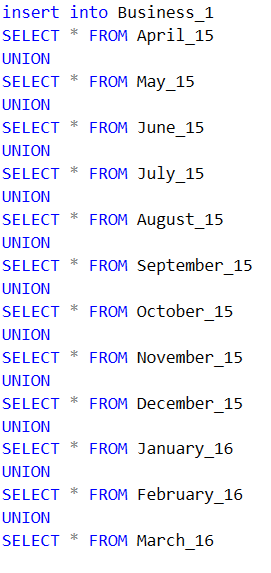 insert into Business_1
SELECT * FROM April_15
UNION
SELECT * FROM May_15
UNION
SELECT * FROM June_15
UNION
SELECT * FROM July_15
UNION
SELECT * FROM August_15
UNION
SELECT * FROM September_15
UNION
SELECT * FROM October_15
UNION
SELECT * FROM November_15
UNION
SELECT * FROM December_15
UNION
SELECT * FROM January_16
UNION
SELECT * FROM February_16
UNION
SELECT * FROM March_16